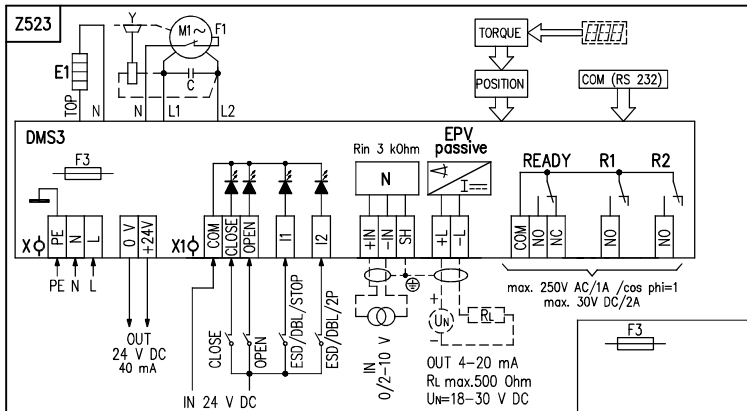 Z523
Y
M1~
F1
E1
C
TOP
N
N
L1
L2
TORQUE
POSITION
COM (RS 232)
DMS3
F3
Rin 3 kOhm
N
EPV
passive
I
READY
R1
R2
X
PE
N
L
0 V
+24V
X1
COM
CLOSE
OPEN
I1
I2
+IN
-IN
SH
+L
-L
COM
NO
NC
NO
NO
PE
N
L
OUT
24 V DC
40 mA
CLOSE
OPEN
ESD/DBL/STOP
ESD/DBL/2P
IN 24 V DC
IN
0/2-10 V
+
UN
-
RL
OUT 4-20 mA
RL max.500 Ohm
UN=18-30 V DC
max. 250V AC/1A /cos phi=1
max. 30V DC/2A
F3